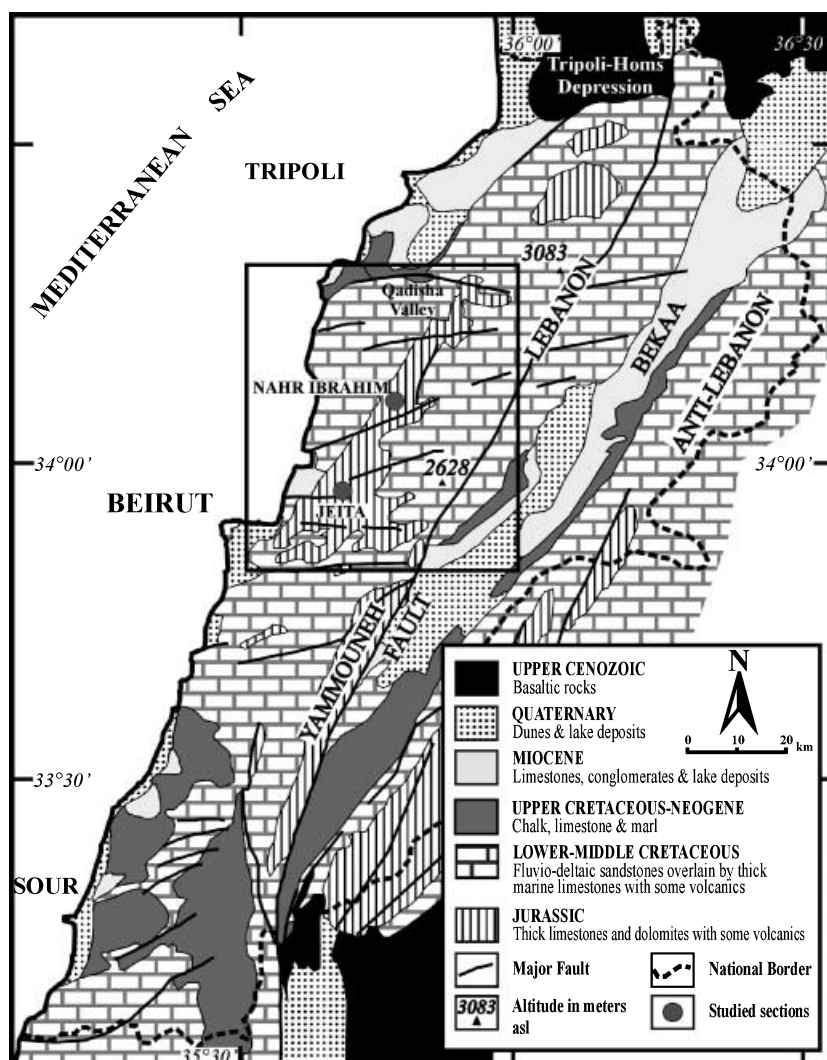 36°00'
36°30'
Tripoli-Homs
Depression
MEDITERRANEAN SEA
TRIPOLI
3083
Qadisha
Valley
LEBANON
BEKAA
ANTI-LEBANON
NAHR IBRAHIM
34°00'
2628
34°00'
BEIRUT
JEITA
YAMMOUNEH
FAULT
33°30'
SOUR
35°30'
UPPER CENOZOIC
Basaltic rocks
QUATERNARY
Dunes & lake deposits
MIOCENE
Limestones, conglomerates & lake deposits
UPPER CRETACEOUS-NEOGENE
Chalk, limestone & marl
LOWER-MIDDLE CRETACEOUS
Fluvio-deltaic sandstones overlain by thick
marine limestones with some volcanics
JURASSIC
Thick limestones and dolomites with some volcanics
Major Fault
National Border
3083
Altitude in meters
asl
Studied sections
N
0 10 20
km